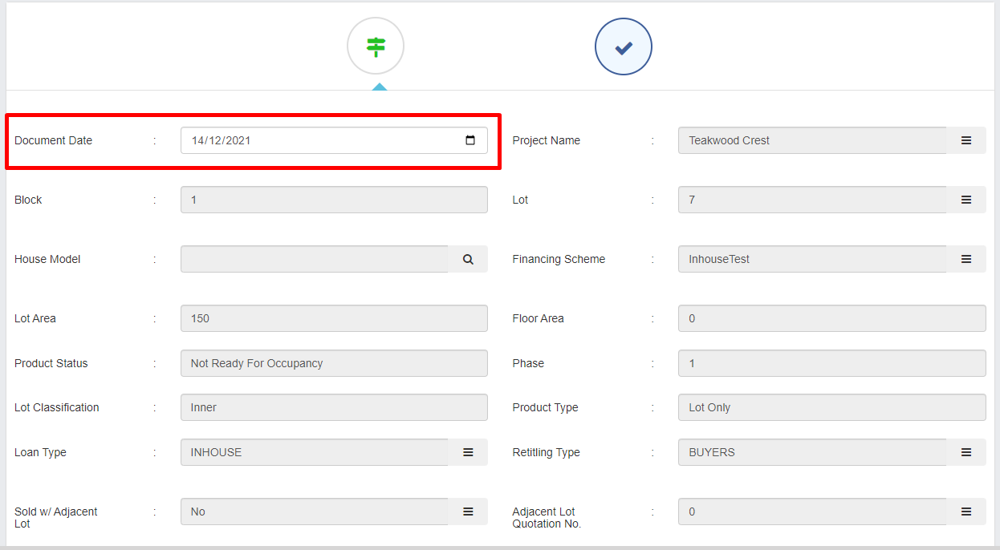 Document Date : 14/12/2021 Project Name : Teakwood Crest
Block : 1 Lot : 7
House Model : Financing Scheme : InhouseTest
Lot Area : 150 Floor Area : 0
Product Status : Not Ready For Occupancy Phase : 1
Lot Classification : Inner Product Type : Lot Only
Loan Type : INHOUSE Retitling Type : BUYERS
Sold w/ Adjacent : No Adjacent Lot : 0
Lot Quotation No.